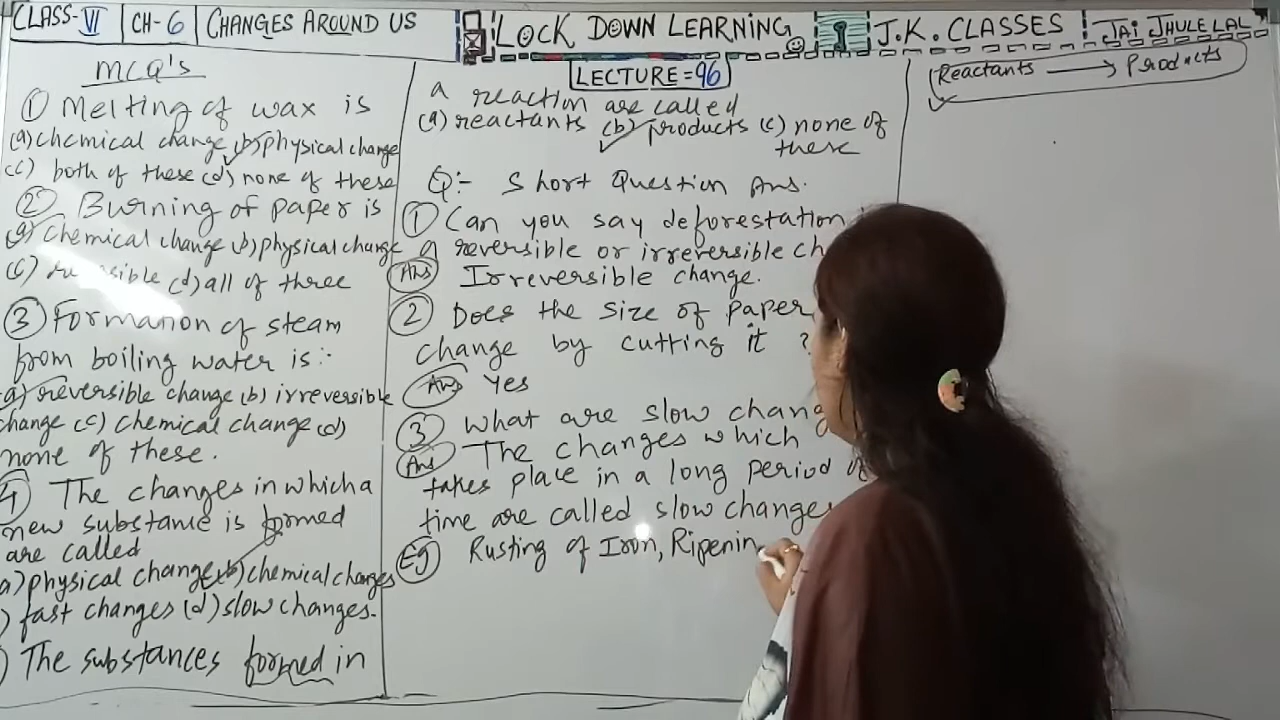 CLASS-VI | CH-6 | CHANGES AROUND US
LOCK DOWN LEARNING
J.K. CLASSES
JAI JHULELAL
LECTURE=96
MCQ's
① Melting of wax is
(a) chemical change (b) physical change
(c) both of these (d) none of these
② Burning of paper is
(a) chemical change (b) physical change
(c) (d) all of three
③ Formation of steam
from boiling water is:-
a) reversible change (b) irreversible
change (c) chemical change (d)
none of these.
4 The changes in which a
new substance is formed
are called
a) physical change (b) chemical changes
) fast changes (d) slow changes.
) The substances formed in
a reaction are called
(a) reactants (b) products (c) none of
these
Q:- Short Question Ans.
① Can you say deforestation
a reversible or irreversible ch
Ans Irreversible change.
② Does the size of paper
change by cutting it ?
Ans Yes
③ What are slow chang
Ans The changes which
takes place in a long period o
time are called slow changes
Eg Rusting of Iron, Ripenin
Reactants → Products